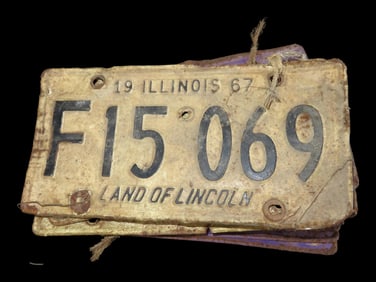 19 ILLINOIS 67
F15 069
LAND OF LINCOLN